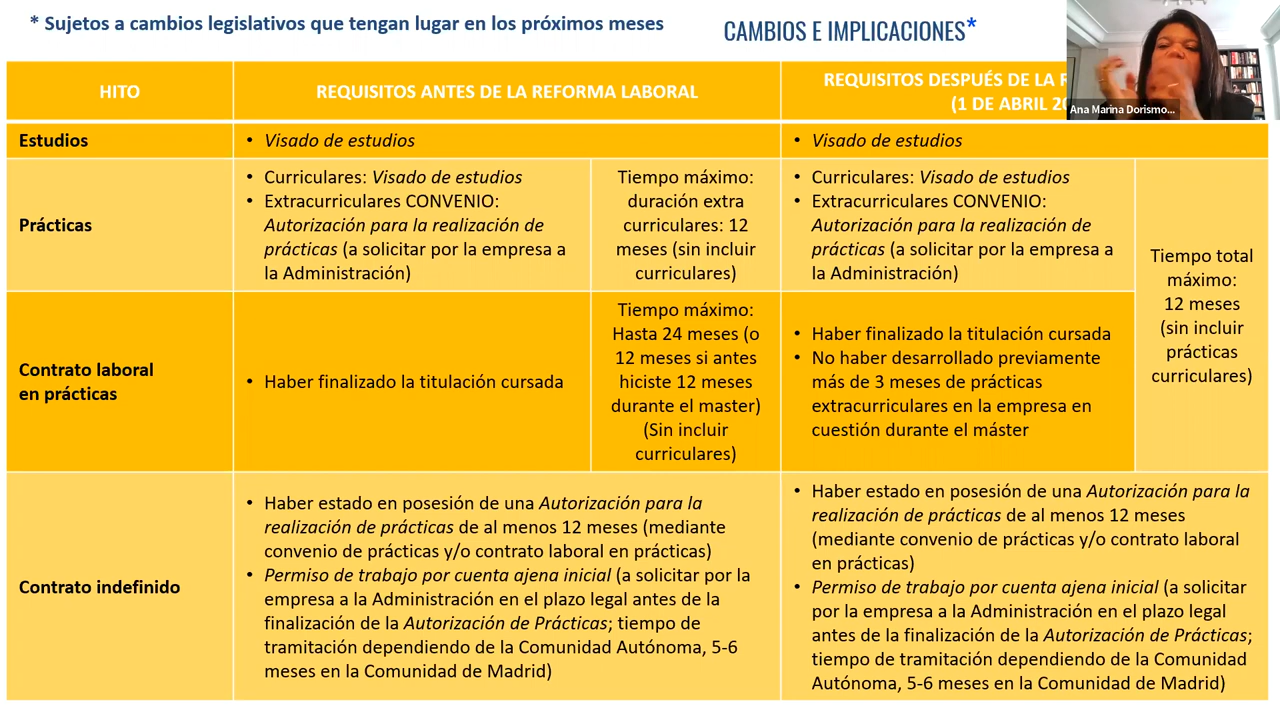 * Sujetos a cambios legislativos que tengan lugar en los próximos meses
CAMBIOS E IMPLICACIONES*
Ana Marina Dorismo...
HITO
REQUISITOS ANTES DE LA REFORMA LABORAL
REQUISITOS DESPUÉS DE LA
(1 DE ABRIL
Estudios
• Visado de estudios
• Visado de estudios
Prácticas
• Curriculares: Visado de estudios
• Extracurriculares CONVENIO:
Autorización para la realización de
prácticas (a solicitar por la empresa a
la Administración)
Tiempo máximo:
duración extra
curriculares: 12
meses (sin incluir
curriculares)
• Curriculares: Visado de estudios
• Extracurriculares CONVENIO:
Autorización para la realización de
prácticas (a solicitar por la empresa a
la Administración)
Tiempo total
máximo:
12 meses
(sin incluir
prácticas
curriculares)
Contrato laboral
en prácticas
• Haber finalizado la titulación cursada
Tiempo máximo:
Hasta 24 meses (o
12 meses si antes
hiciste 12 meses
durante el master)
(Sin incluir
curriculares)
• Haber finalizado la titulación cursada
• No haber desarrollado previamente
más de 3 meses de prácticas
extracurriculares en la empresa en
cuestión durante el máster
Contrato indefinido
• Haber estado en posesión de una Autorización para la
realización de prácticas de al menos 12 meses (mediante
convenio de prácticas y/o contrato laboral en prácticas)
• Permiso de trabajo por cuenta ajena inicial (a solicitar por la
empresa a la Administración en el plazo legal antes de la
finalización de la Autorización de Prácticas; tiempo de
tramitación dependiendo de la Comunidad Autónoma, 5-6
meses en la Comunidad de Madrid)
• Haber estado en posesión de una Autorización para la
realización de prácticas de al menos 12 meses
(mediante convenio de prácticas y/o contrato laboral
en prácticas)
• Permiso de trabajo por cuenta ajena inicial (a solicitar
por la empresa a la Administración en el plazo legal
antes de la finalización de la Autorización de Prácticas;
tiempo de tramitación dependiendo de la Comunidad
Autónoma, 5-6 meses en la Comunidad de Madrid)